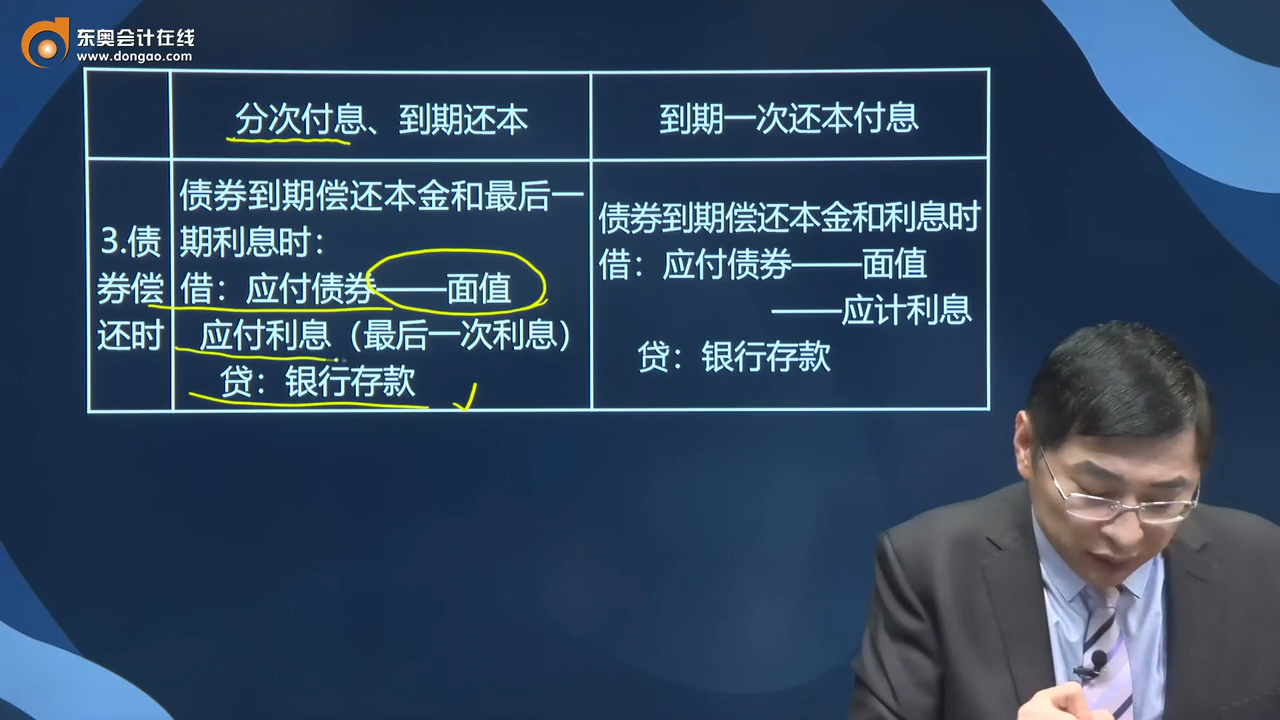 东奥会计在线
www.dongao.com
分次付息、到期还本
到期一次还本付息
3.债
券偿
还时
债券到期偿还本金和最后一
期利息时：
借：应付债券——面值
应付利息（最后一次利息）
贷：银行存款
债券到期偿还本金和利息时
借：应付债券——面值
——应计利息
贷：银行存款